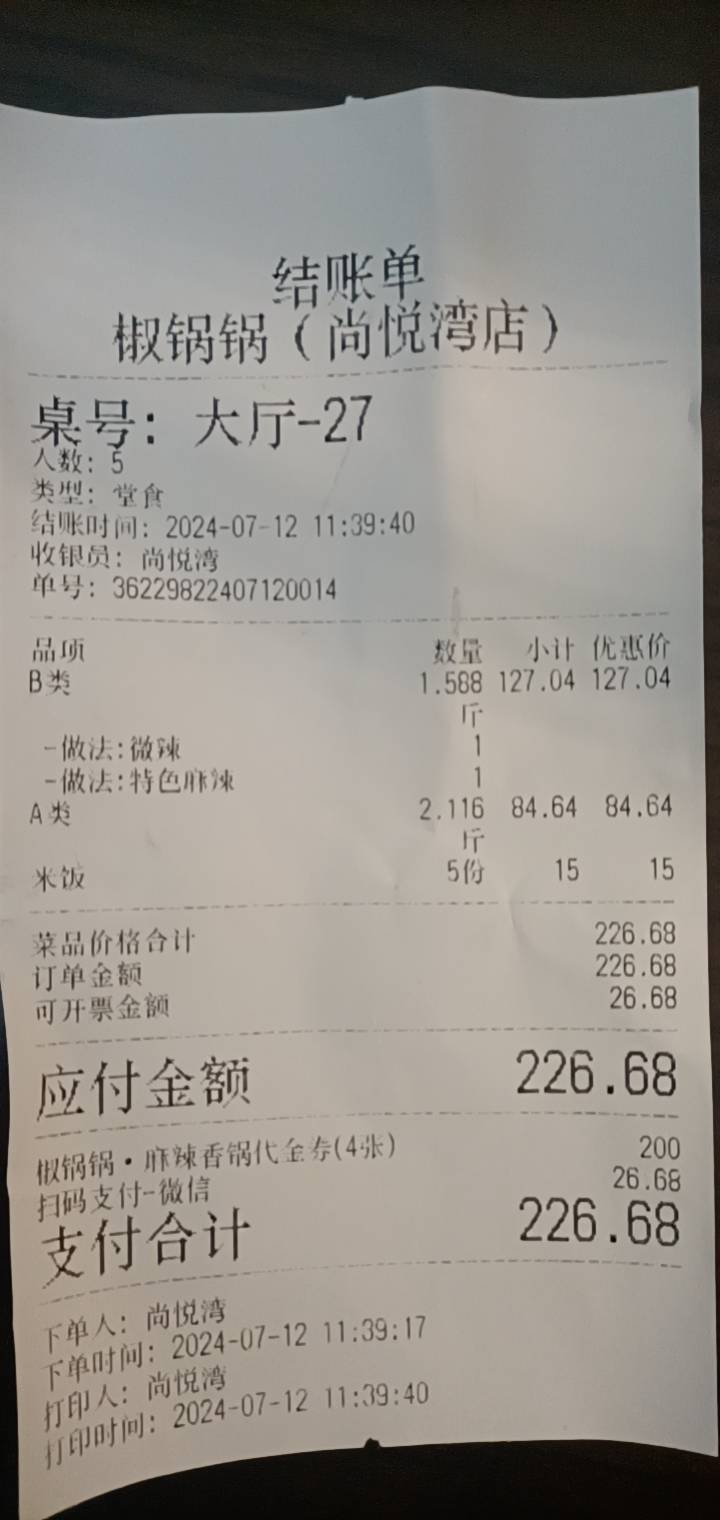 结账单
椒锅锅(尚悦湾店)
桌号: 大厅-27
人数: 5
类型: 堂食
结账时间: 2024-07-12 11:39:40
收银员: 尚悦湾
单号: 36229822407120014
品项 数量 小计 优惠价
B类 1.588 127.04 127.04
斤
-做法:微辣 1
-做法:特色麻辣 1
A类 2.116 84.64 84.64
斤
米饭 5份 15 15
菜品价格合计 226.68
订单金额 226.68
可开票金额 26.68
应付金额 226.68
椒锅锅·麻辣香锅代金券(4张) 200
扫码支付-微信 26.68
支付合计 226.68
下单人: 尚悦湾
下单时间: 2024-07-12 11:39:17
打印人: 尚悦湾
打印时间: 2024-07-12 11:39:40